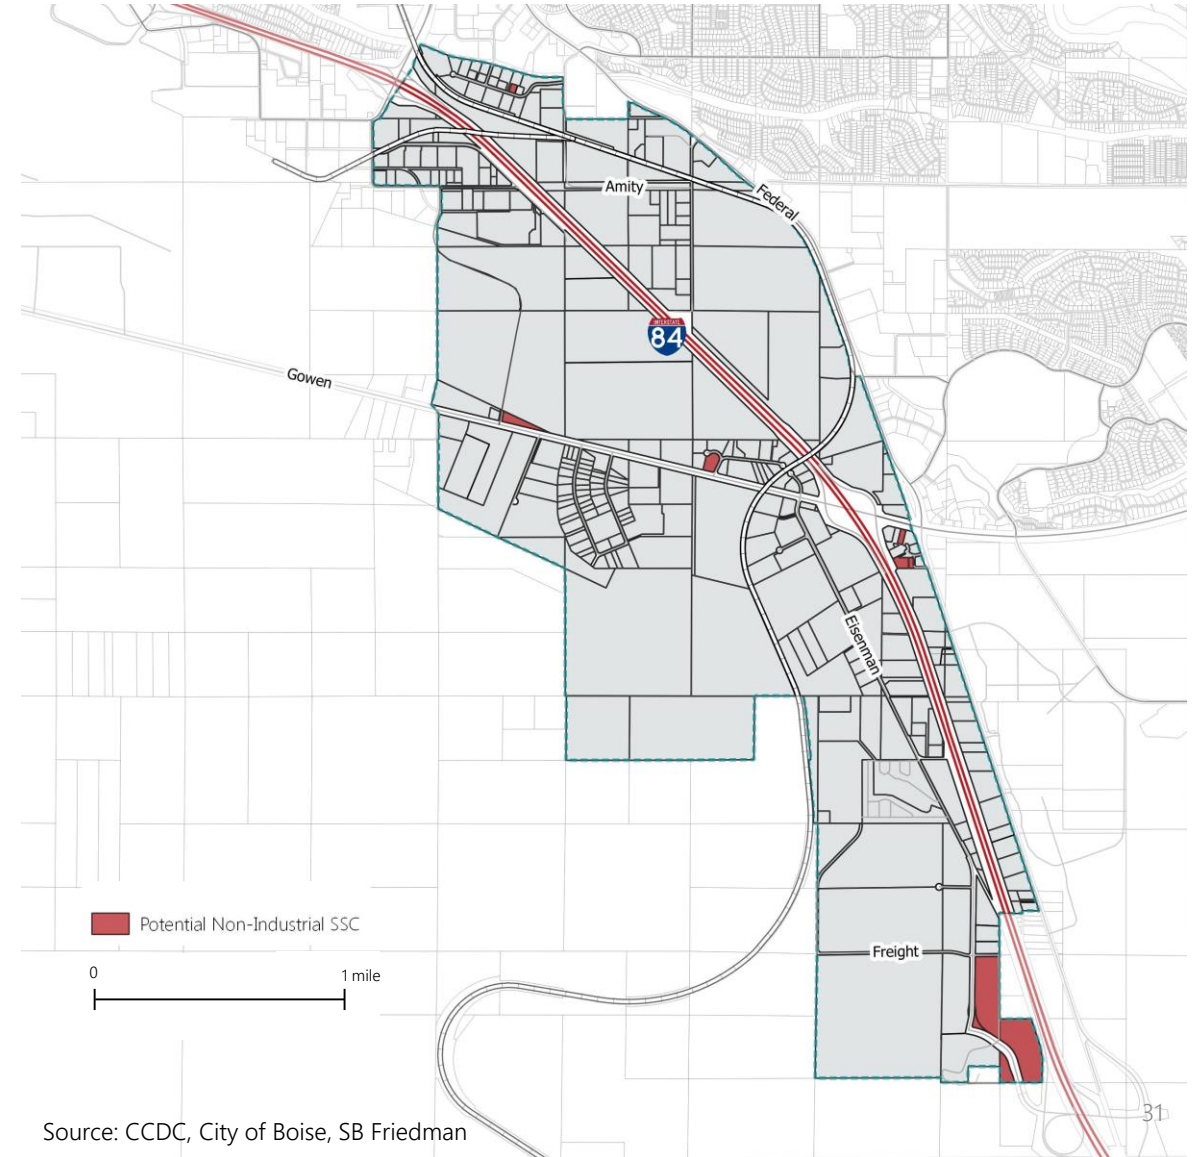 Amity
Federal
INTERSTATE
84
Gowen
Eisenman
Potential Non-Industrial SSC
Freight
0
1 mile
31
Source: CCDC, City of Boise, SB Friedman